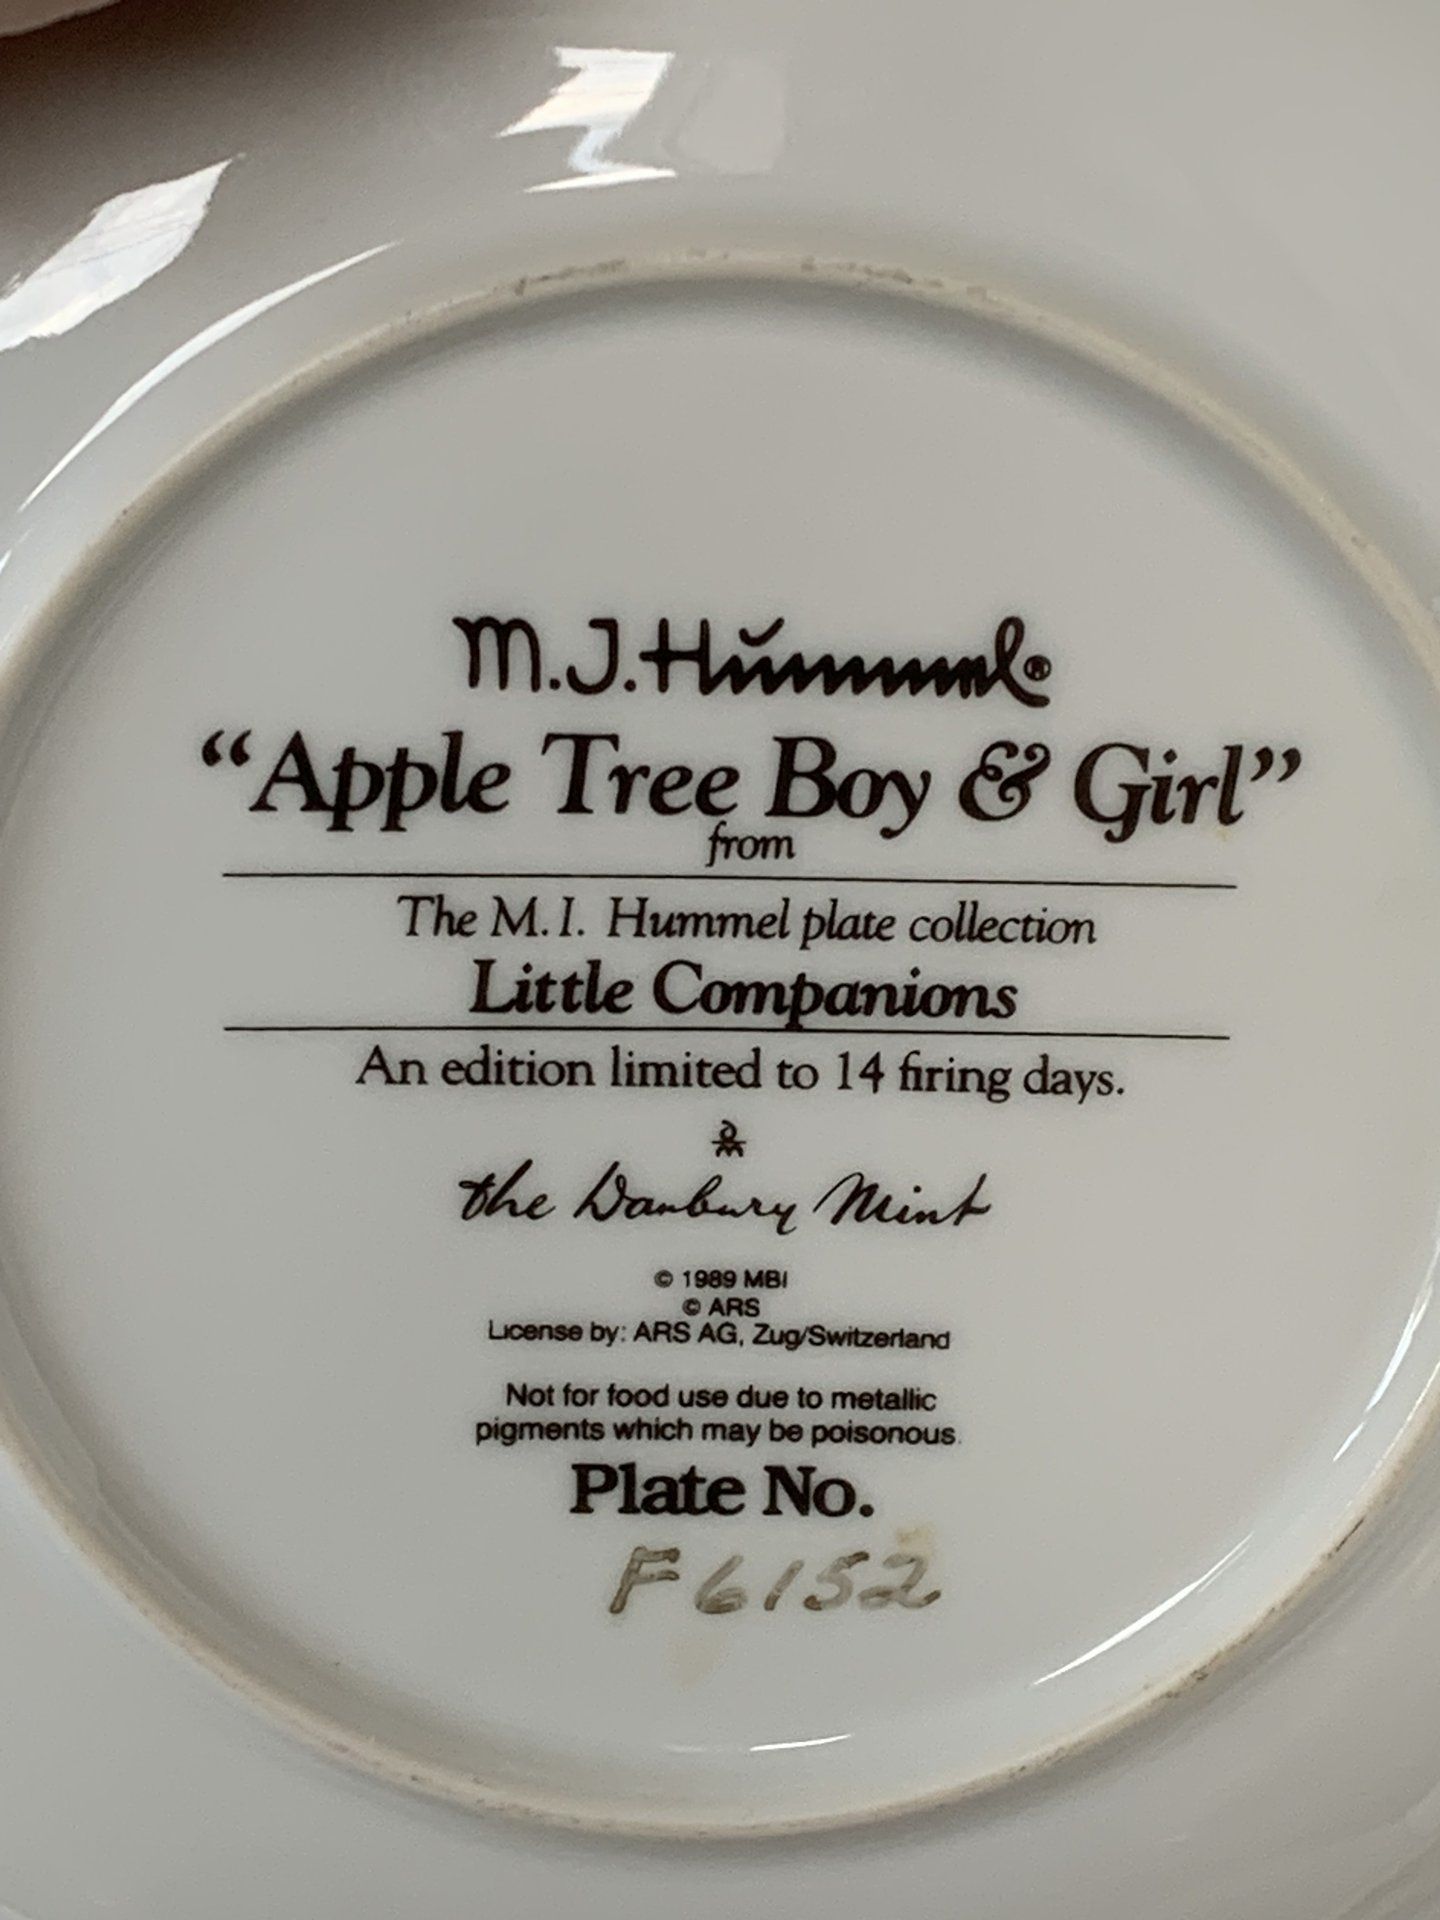 M.J. Hummel®
“Apple Tree Boy & Girl”
from
The M.I. Hummel plate collection
Little Companions
An edition limited to 14 firing days.
the Danbury Mint
© 1989 MBI
© ARS
License by: ARS AG, Zug/Switzerland
Not for food use due to metallic
pigments which may be poisonous.
Plate No.
F6152